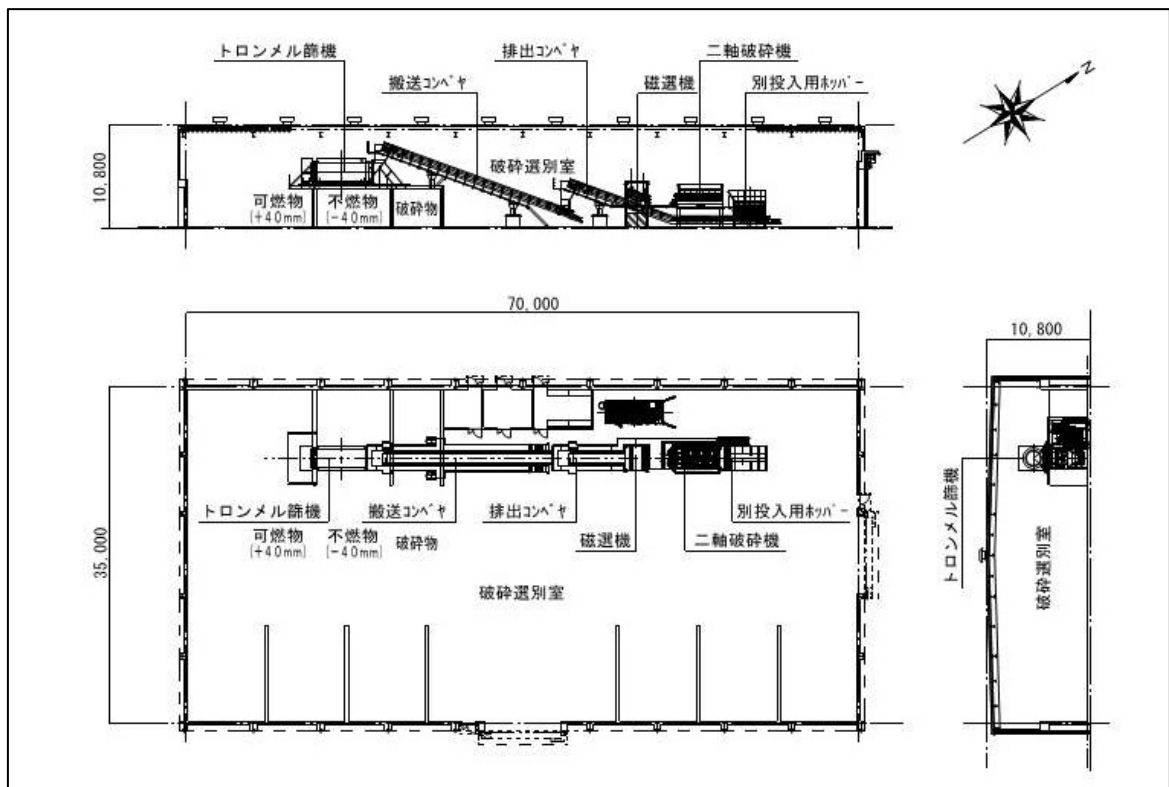 トロンメル篩機
排出コンベヤ
二軸破砕機
搬送コンベヤ
磁選機
別投入用ホッパー
N
10,800
破砕選別室
可燃物
(+40mm)
不燃物
(-40mm)
破砕物
70,000
10,800
35,000
トロンメル篩機
搬送コンベヤ
排出コンベヤ
別投入用ホッパー
可燃物
(+40mm)
不燃物
(-40mm)
破砕物
磁選機
二軸破砕機
破砕選別室
トロンメル篩機
破砕選別室